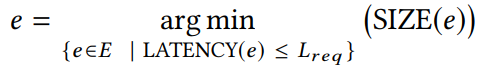 e = arg min (SIZE(e))
{e∈E | LATENCY(e) ≤ L_req}